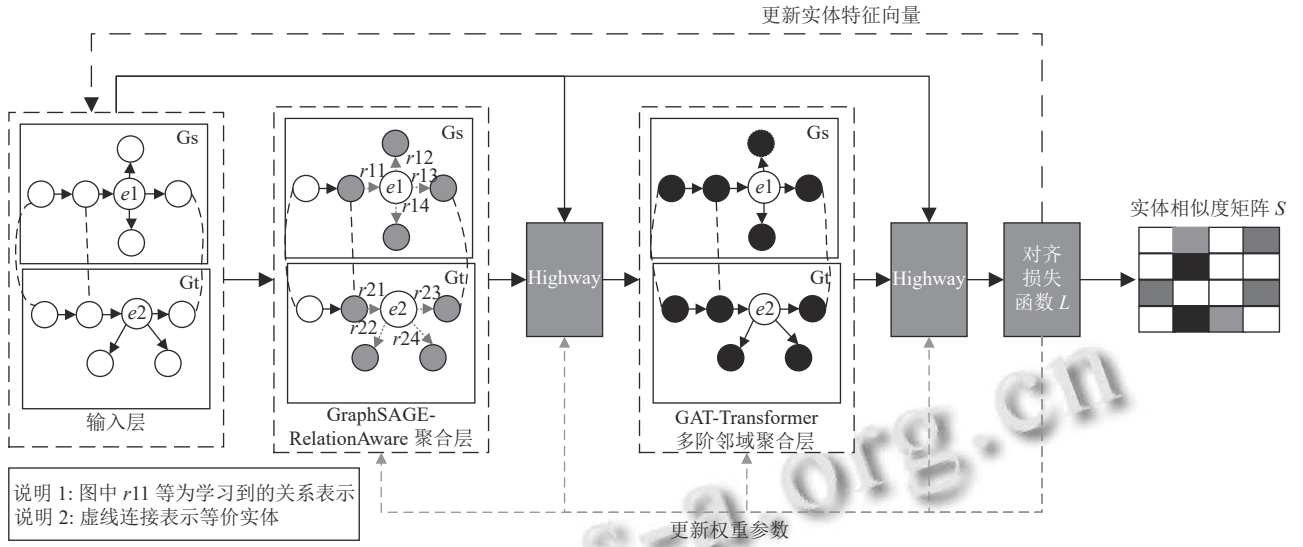 更新实体特征向量
Gs
e1
Gt
e2
输入层
Gs
r11
r12
r13
e1
r14
Gt
r21
r23
e2
r22
r24
GraphSAGE-
RelationAware 聚合层
Highway
Gs
e1
Gt
e2
GAT-Transformer
多阶邻域聚合层
Highway
对齐
损失
函数 L
实体相似度矩阵 S
说明 1: 图中 r11 等为学习到的关系表示
说明 2: 虚线连接表示等价实体
更新权重参数
s-a.org.cn